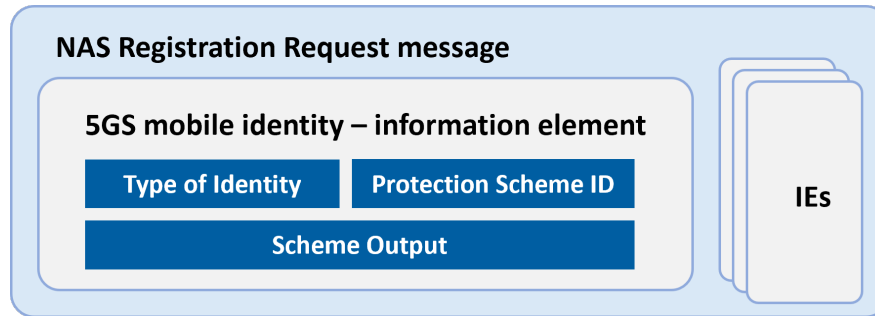 NAS Registration Request message
5GS mobile identity – information element
Type of Identity
Protection Scheme ID
Scheme Output
IEs